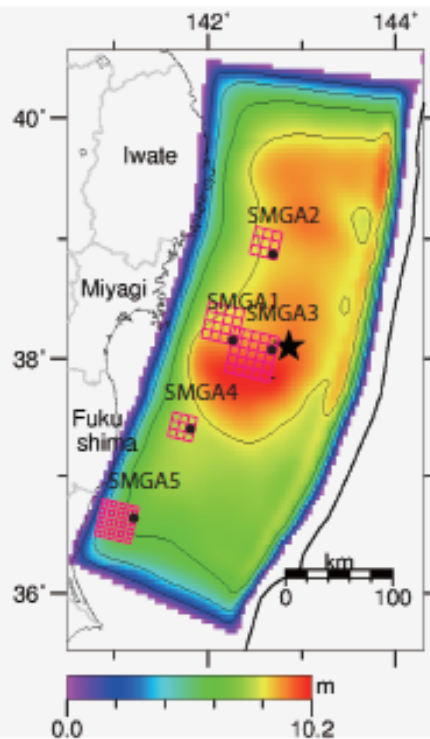 142° 144°
40°
Iwate
SMGA2
Miyagi
SMGA1
SMGA3
38°
SMGA4
Fuku
shima
SMGA5
km
36°
0 100
m
0.0 10.2